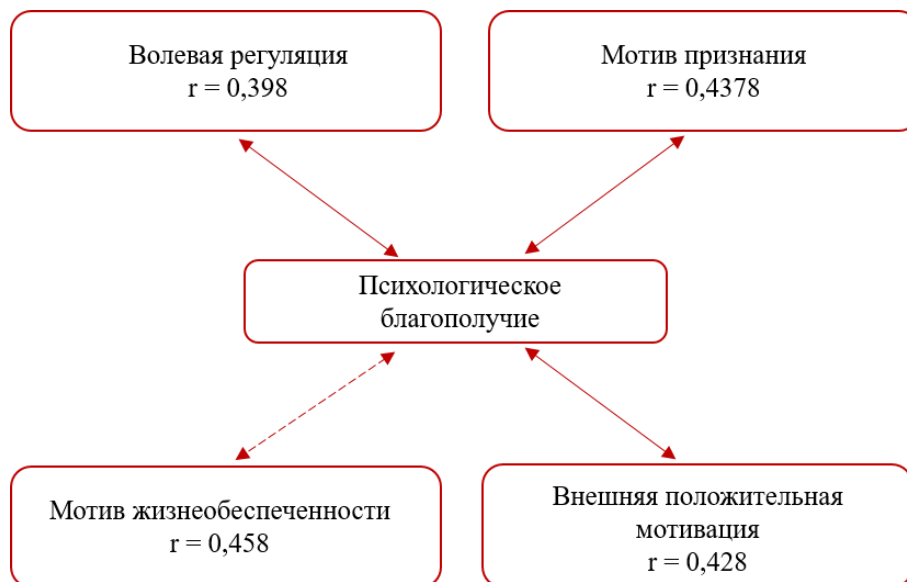 Волевая регуляция
r = 0,398
Мотив признания
r = 0,4378
Психологическое
благополучие
Мотив жизнеобеспеченности
r = 0,458
Внешняя положительная
мотивация
r = 0,428